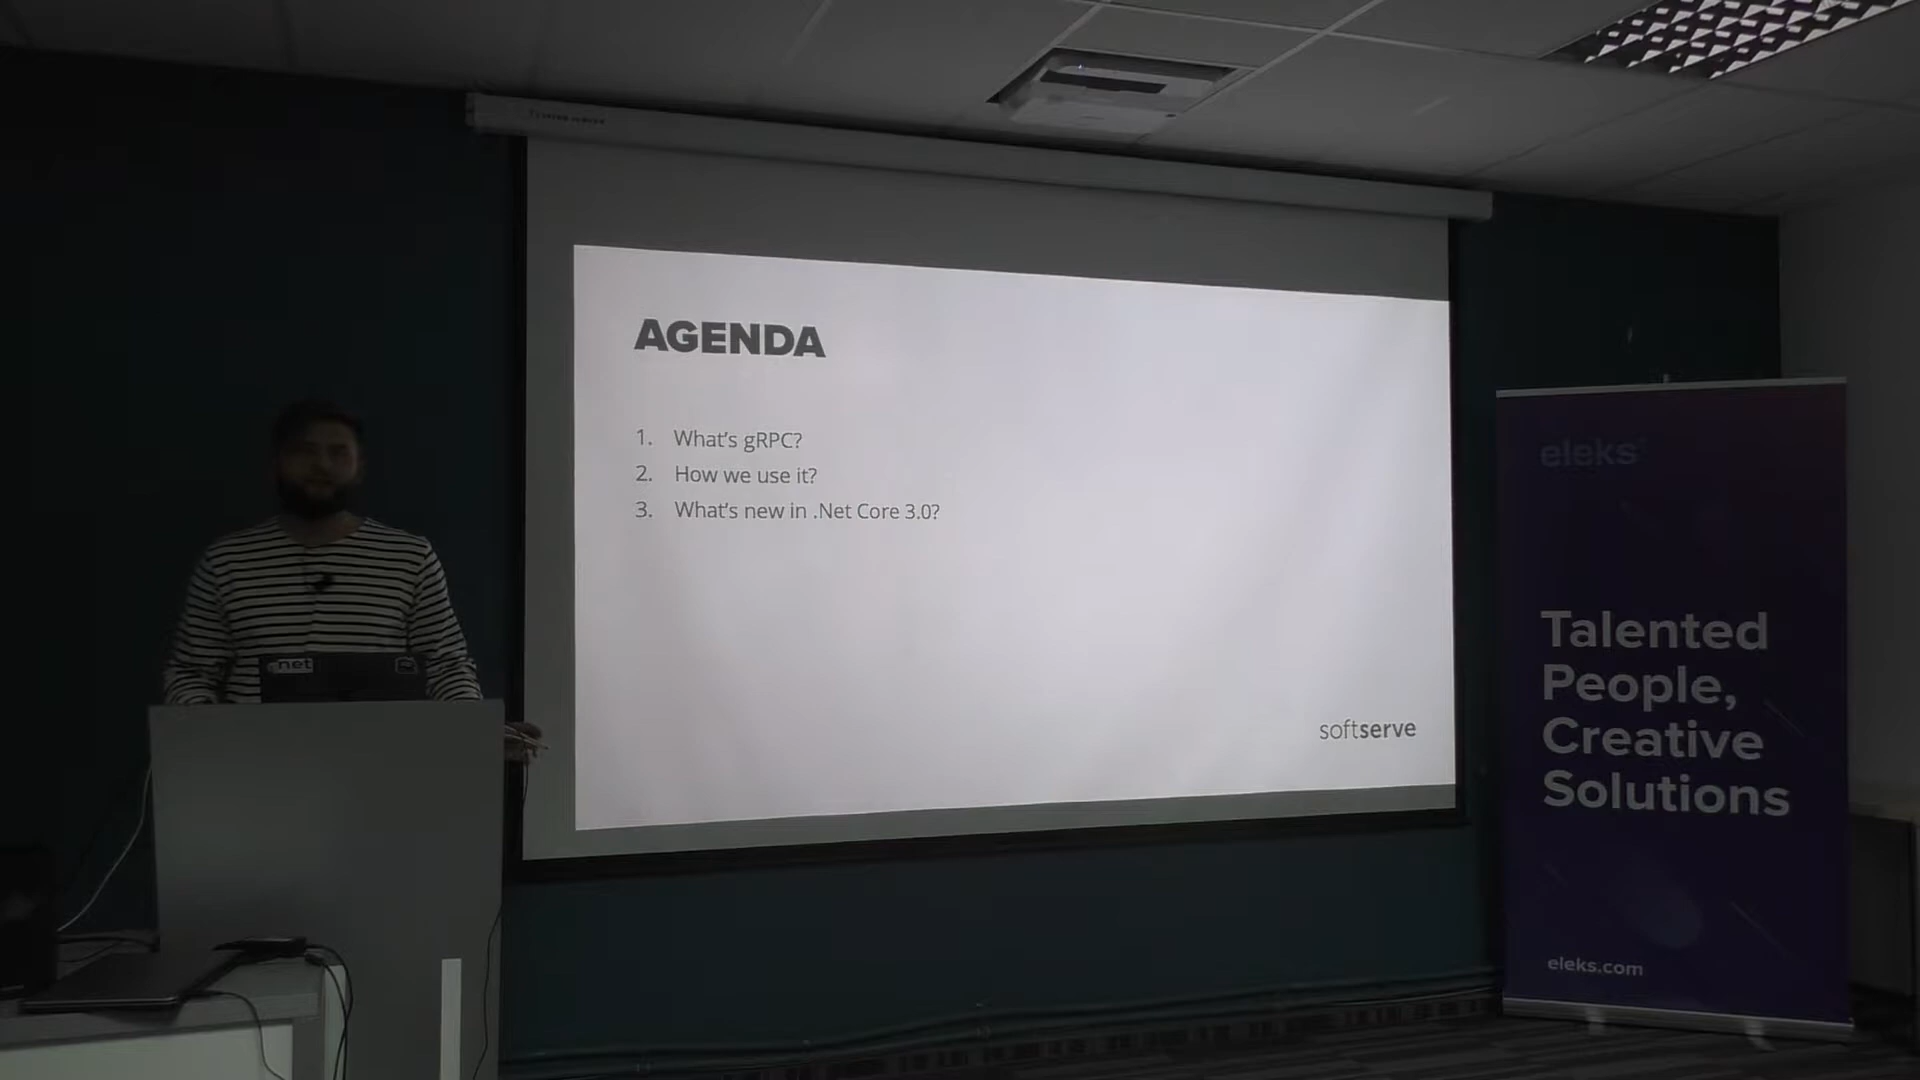 AGENDA
1. What's gRPC?
2. How we use it?
3. What's new in .Net Core 3.0?
softserve
.net
eleks
Talented
People,
Creative
Solutions
eleks.com